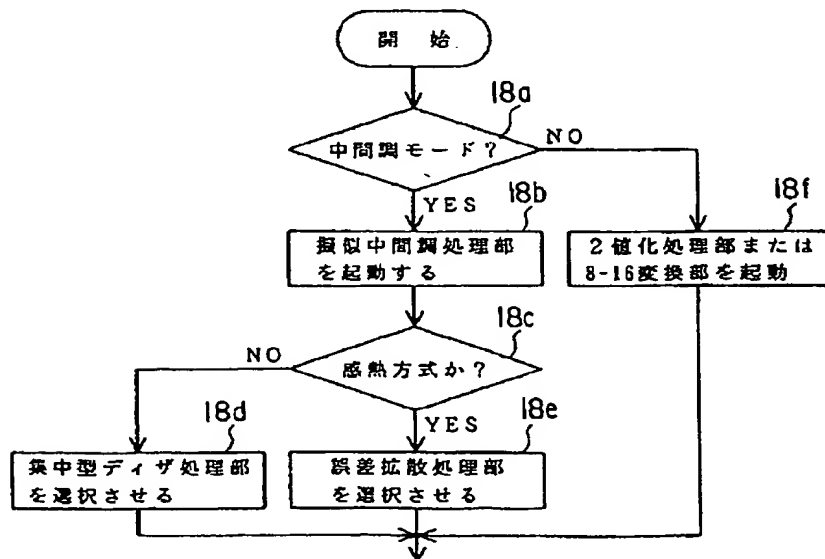 開始
18a
中間調モード?
NO
YES
18b
擬似中間調処理部
を起動する
18f
2値化処理部または
8-16変換部を起動
18c
感熱方式か?
NO
YES
18d
集中型ディザ処理部
を選択させる
18e
誤差拡散処理部
を選択させる